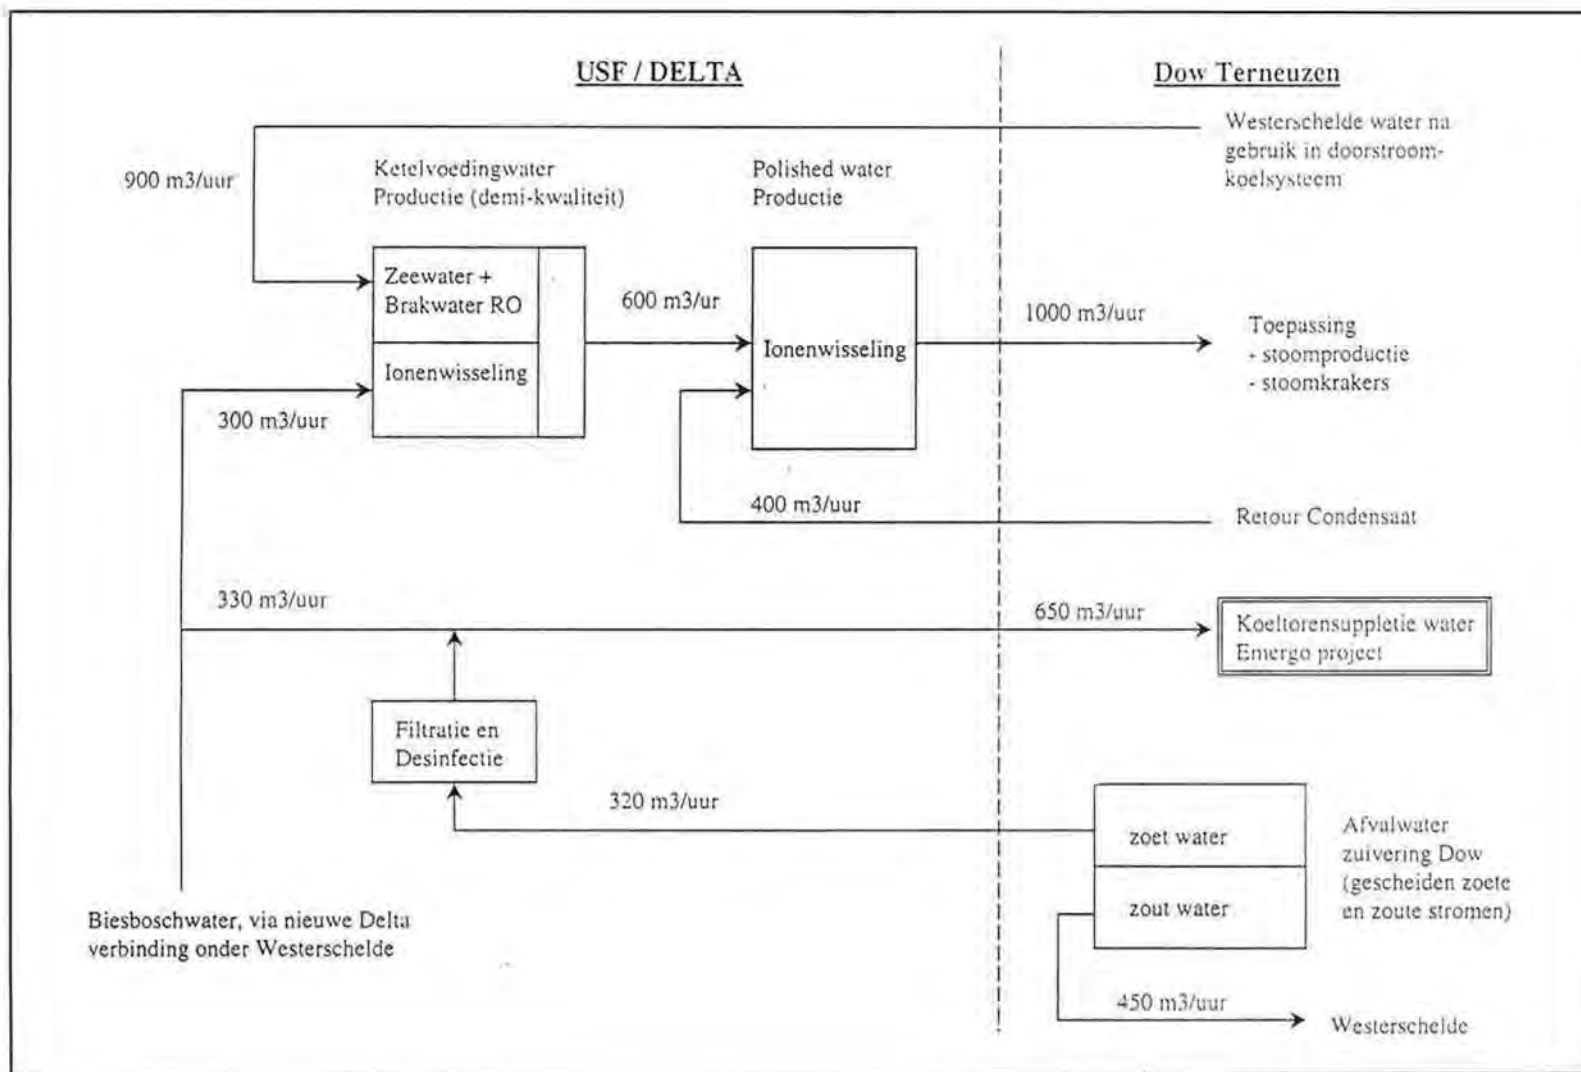 USF / DELTA
Dow Terneuzen
Westerschelde water na
gebruik in doorstroom-
koelsysteem
900 m3/uur
Ketelvoedingwater
Productie (demi-kwaliteit)
Polished water
Productie
Zeewater +
Brakwater RO
Ionenwisseling
600 m3/ur
Ionenwisseling
1000 m3/uur
Toepassing
- stoomproductie
- stoomkrakers
300 m3/uur
400 m3/uur
Retour Condensaat
330 m3/uur
650 m3/uur
Koeltorensuppletie water
Emergo project
Filtratie en
Desinfectie
320 m3/uur
zoet water
zout water
Afvalwater
zuivering Dow
(gescheiden zoete
en zoute stromen)
Biesboschwater, via nieuwe Delta
verbinding onder Westerschelde
450 m3/uur
Westerschelde